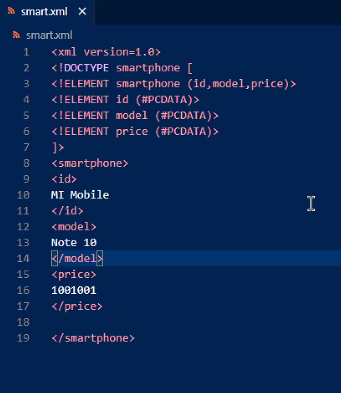 smart.xml ×
smart.xml
1 <xml version=1.0>
2 <!DOCTYPE smartphone [
3 <!ELEMENT smartphone (id,model,price)>
4 <!ELEMENT id (#PCDATA)>
5 <!ELEMENT model (#PCDATA)>
6 <!ELEMENT price (#PCDATA)>
7 ]>
8 <smartphone>
9 <id>
10 MI Mobile
11 </id>
12 <model>
13 Note 10
14 </model>
15 <price>
16 1001001
17 </price>
18
19 </smartphone>